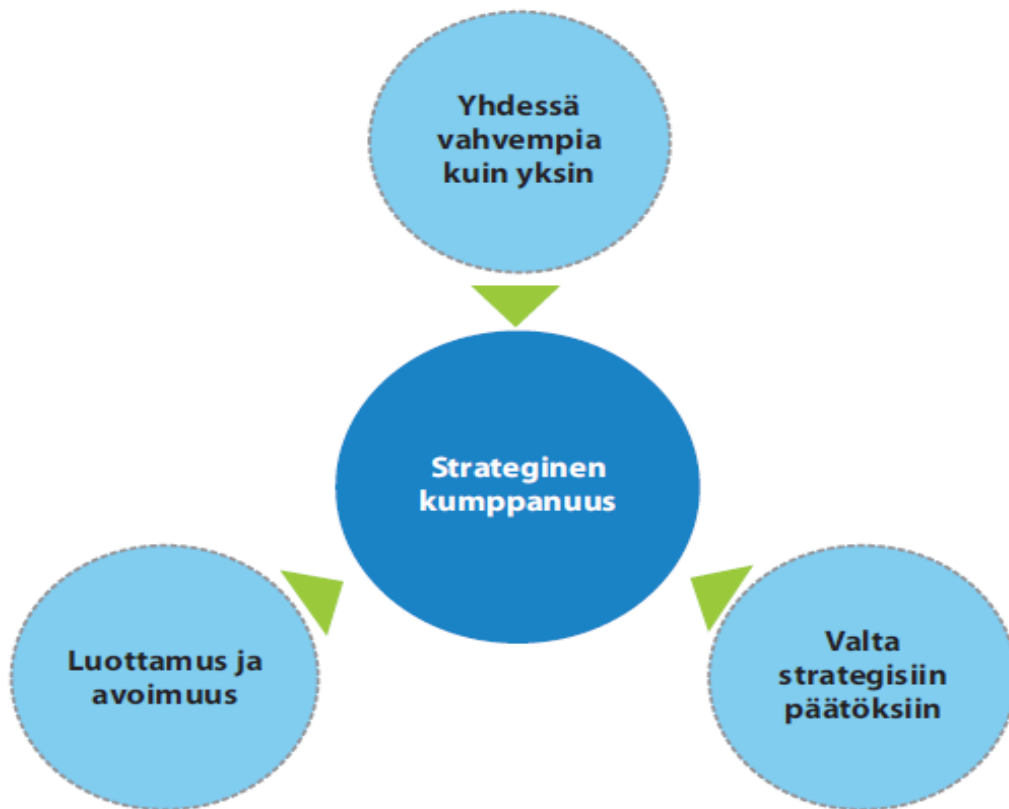 Yhdessä
vahvempia
kuin yksin
Strateginen
kumppanuus
Luottamus ja
avoimuus
Valta
strategisiin
päätöksiin